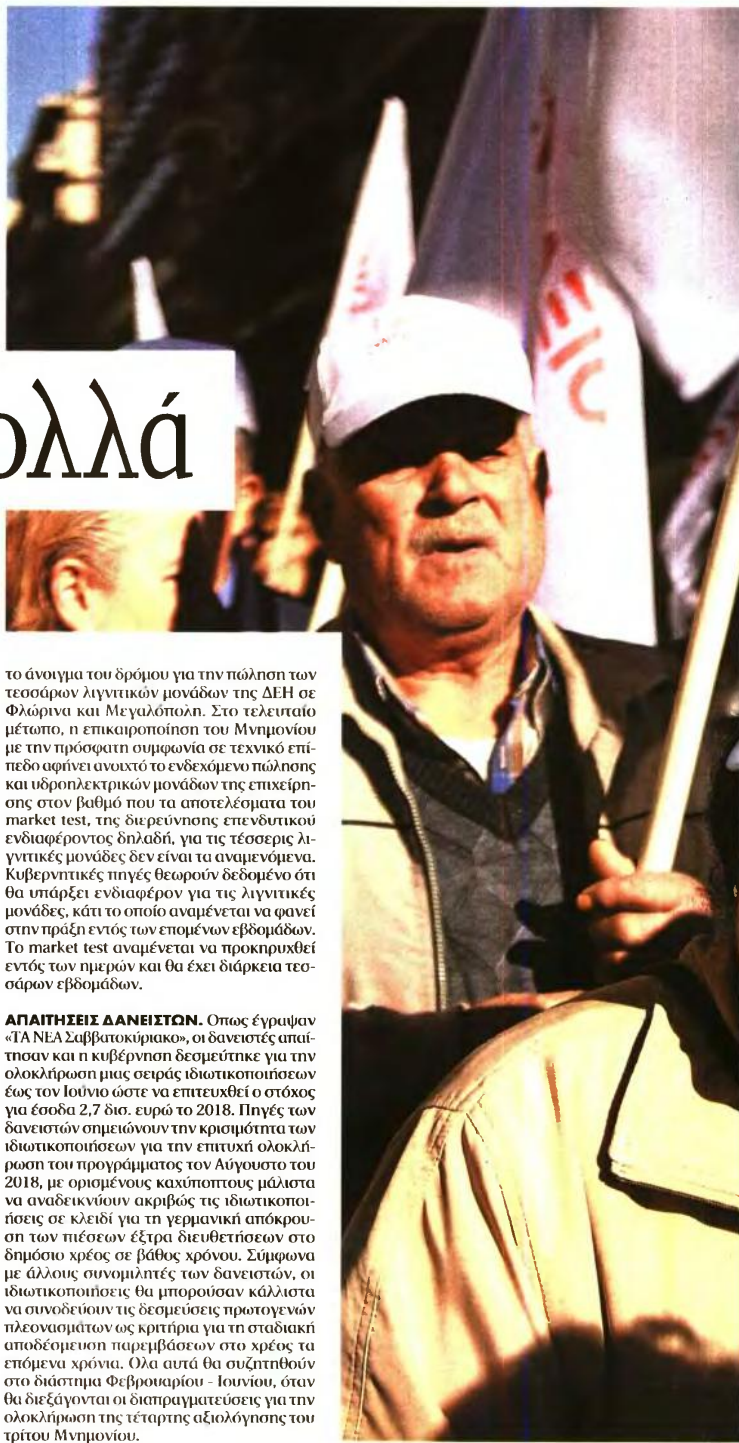 ολλά
το άνοιγμα του δρόμου για την πώληση των
τεσσάρων λιγνιτικών μονάδων της ΔΕΗ σε
Φλώρινα και Μεγαλόπολη. Στο τελευταίο
μέτωπο, η επικαιροποίηση του Μνημονίου
με την πρόσφατη συμφωνία σε τεχνικό επί-
πεδο αφήνει ανοιχτό το ενδεχόμενο πώλησης
και υδροηλεκτρικών μονάδων της επιχείρη-
σης στον βαθμό που τα αποτελέσματα του
market test, της διερεύνησης επενδυτικού
ενδιαφέροντος δηλαδή, για τις τέσσερις λι-
γνιτικές μονάδες δεν είναι τα αναμενόμενα.
Κυβερνητικές πηγές θεωρούν δεδομένο ότι
θα υπάρξει ενδιαφέρον για τις λιγνιτικές
μονάδες, κάτι το οποίο αναμένεται να φανεί
στην πράξη εντός των επομένων εβδομάδων.
Το market test αναμένεται να προκηρυχθεί
εντός των ημερών και θα έχει διάρκεια τεσ-
σάρων εβδομάδων.
ΑΠΑΙΤΗΣΕΙΣ ΔΑΝΕΙΣΤΩΝ. Οπως έγραψαν
«ΤΑ ΝΕΑ Σαββατοκύριακο», οι δανειστές απαί-
τησαν και η κυβέρνηση δεσμεύτηκε για την
ολοκλήρωση μιας σειράς ιδιωτικοποιήσεων
έως τον Ιούνιο ώστε να επιτευχθεί ο στόχος
για έσοδα 2,7 δισ. ευρώ το 2018. Πηγές των
δανειστών σημειώνουν την κρισιμότητα των
ιδιωτικοποιήσεων για την επιτυχή ολοκλή-
ρωση του προγράμματος τον Αύγουστο του
2018, με ορισμένους καχύποπτους μάλιστα
να αναδεικνύουν ακριβώς τις ιδιωτικοποι-
ήσεις σε κλειδί για τη γερμανική απόκρου-
ση των πιέσεων έξτρα διευθετήσεων στο
δημόσιο χρέος σε βάθος χρόνου. Σύμφωνα
με άλλους συνομιλητές των δανειστών, οι
ιδιωτικοποιήσεις θα μπορούσαν κάλλιστα
να συνοδεύουν τις δεσμεύσεις πρωτογενών
πλεονασμάτων ως κριτήρια για τη σταδιακή
αποδέσμευση παρεμβάσεων στο χρέος τα
επόμενα χρόνια. Ολα αυτά θα συζητηθούν
στο διάστημα Φεβρουαρίου - Ιουνίου, όταν
θα διεξάγονται οι διαπραγματεύσεις για την
ολοκλήρωση της τέταρτης αξιολόγησης του
τρίτου Μνημονίου.